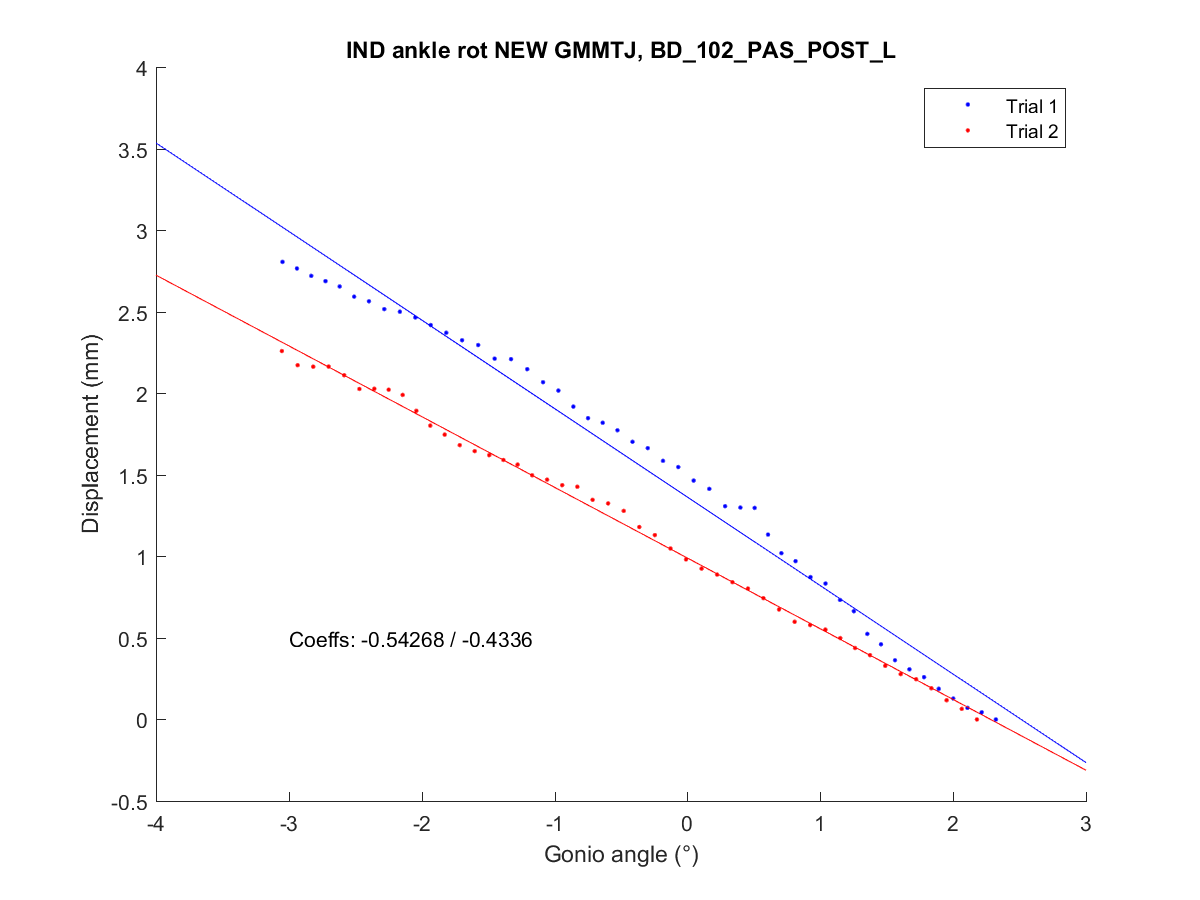 IND ankle rot NEW GMMTJ, BD_102_PAS_POST_L
4
Trial 1
Trial 2
3.5
3
2.5
2
1.5
1
0.5
0
-0.5
Displacement (mm)
Coeffs: -0.54268 / -0.4336
-4 -3 -2 -1 0 1 2 3
Gonio angle (°)